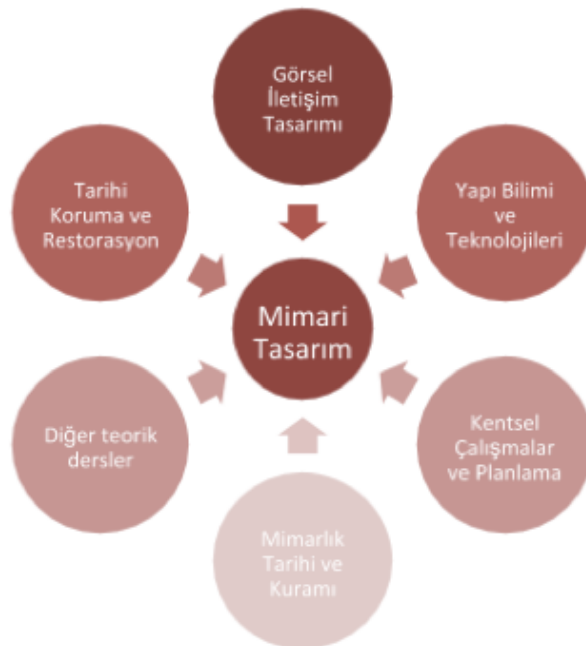 Görsel
İletişim
Tasarımı
Yapı Bilimi
ve
Teknolojileri
Kentsel
Çalışmalar
ve Planlama
Mimarlık
Tarihi ve
Kuramı
Diğer teorik
dersler
Tarihi
Koruma ve
Restorasyon
Mimari
Tasarım